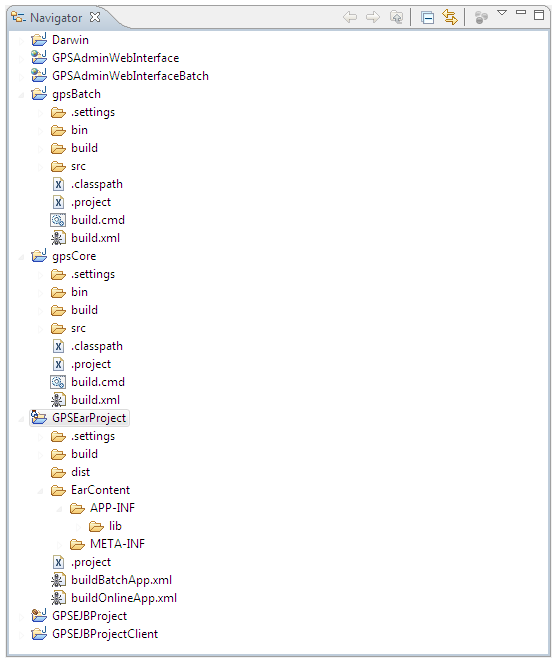 Navigator
Darwin
GPSAdminWebInterface
GPSAdminWebInterfaceBatch
gpsBatch
.settings
bin
build
src
.classpath
.project
build.cmd
build.xml
gpsCore
.settings
bin
build
src
.classpath
.project
build.cmd
build.xml
GPSEarProject
.settings
build
dist
EarContent
APP-INF
lib
META-INF
.project
buildBatchApp.xml
buildOnlineApp.xml
GPSEJBProject
GPSEJBProjectClient